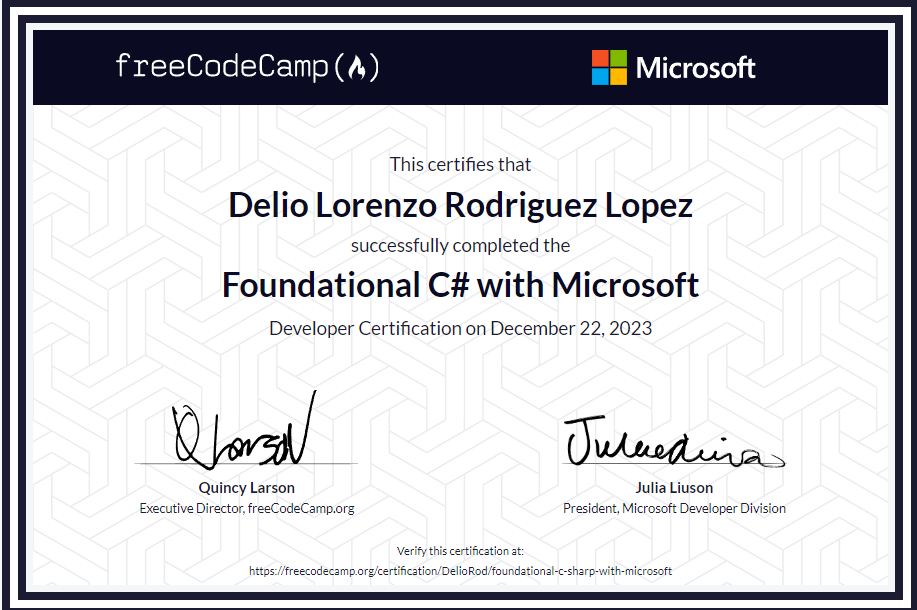 freeCodeCamp(🔥)
Microsoft
This certifies that
Delio Lorenzo Rodriguez Lopez
successfully completed the
Foundational C# with Microsoft
Developer Certification on December 22, 2023
Quincy Larson
Executive Director, freeCodeCamp.org
Julia Liuson
President, Microsoft Developer Division
Verify this certification at:
https://freecodecamp.org/certification/DelioRod/foundational-c-sharp-with-microsoft